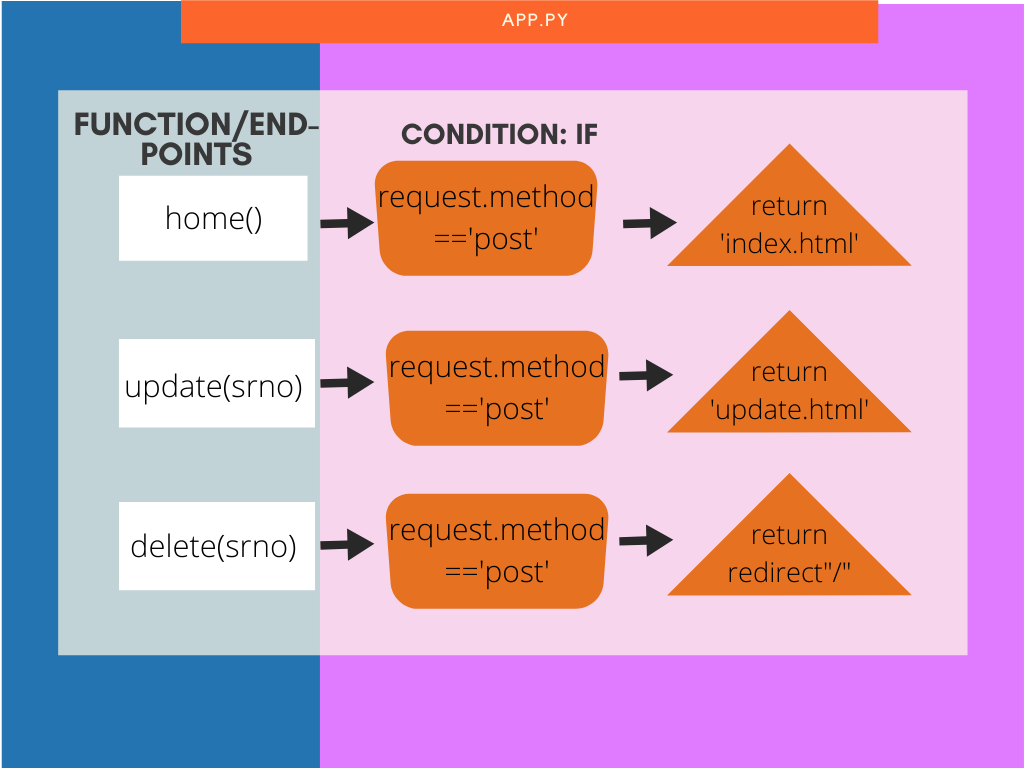 APP.PY
FUNCTION/END-
POINTS
CONDITION: IF
home()
request.method
=='post'
return
'index.html'
update(srno)
request.method
=='post'
return
'update.html'
delete(srno)
request.method
=='post'
return
redirect"/"